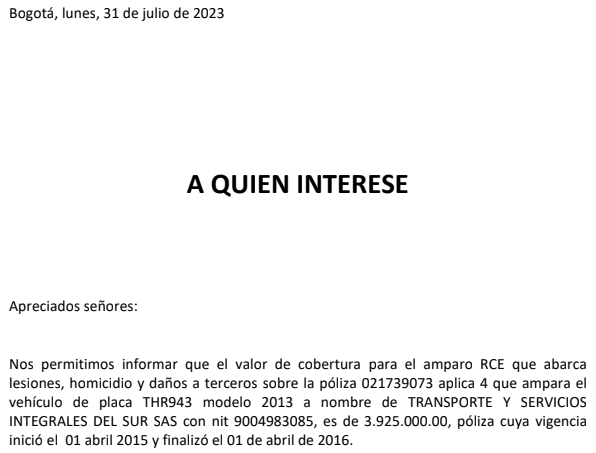 Bogotá, lunes, 31 de julio de 2023
A QUIEN INTERESE
Apreciados señores:
Nos permitimos informar que el valor de cobertura para el amparo RCE que abarca
lesiones, homicidio y daños a terceros sobre la póliza 021739073 aplica 4 que ampara el
vehículo de placa THR943 modelo 2013 a nombre de TRANSPORTE Y SERVICIOS
INTEGRALES DEL SUR SAS con nit 9004983085, es de 3.925.000.00, póliza cuya vigencia
inició el 01 abril 2015 y finalizó el 01 de abril de 2016.